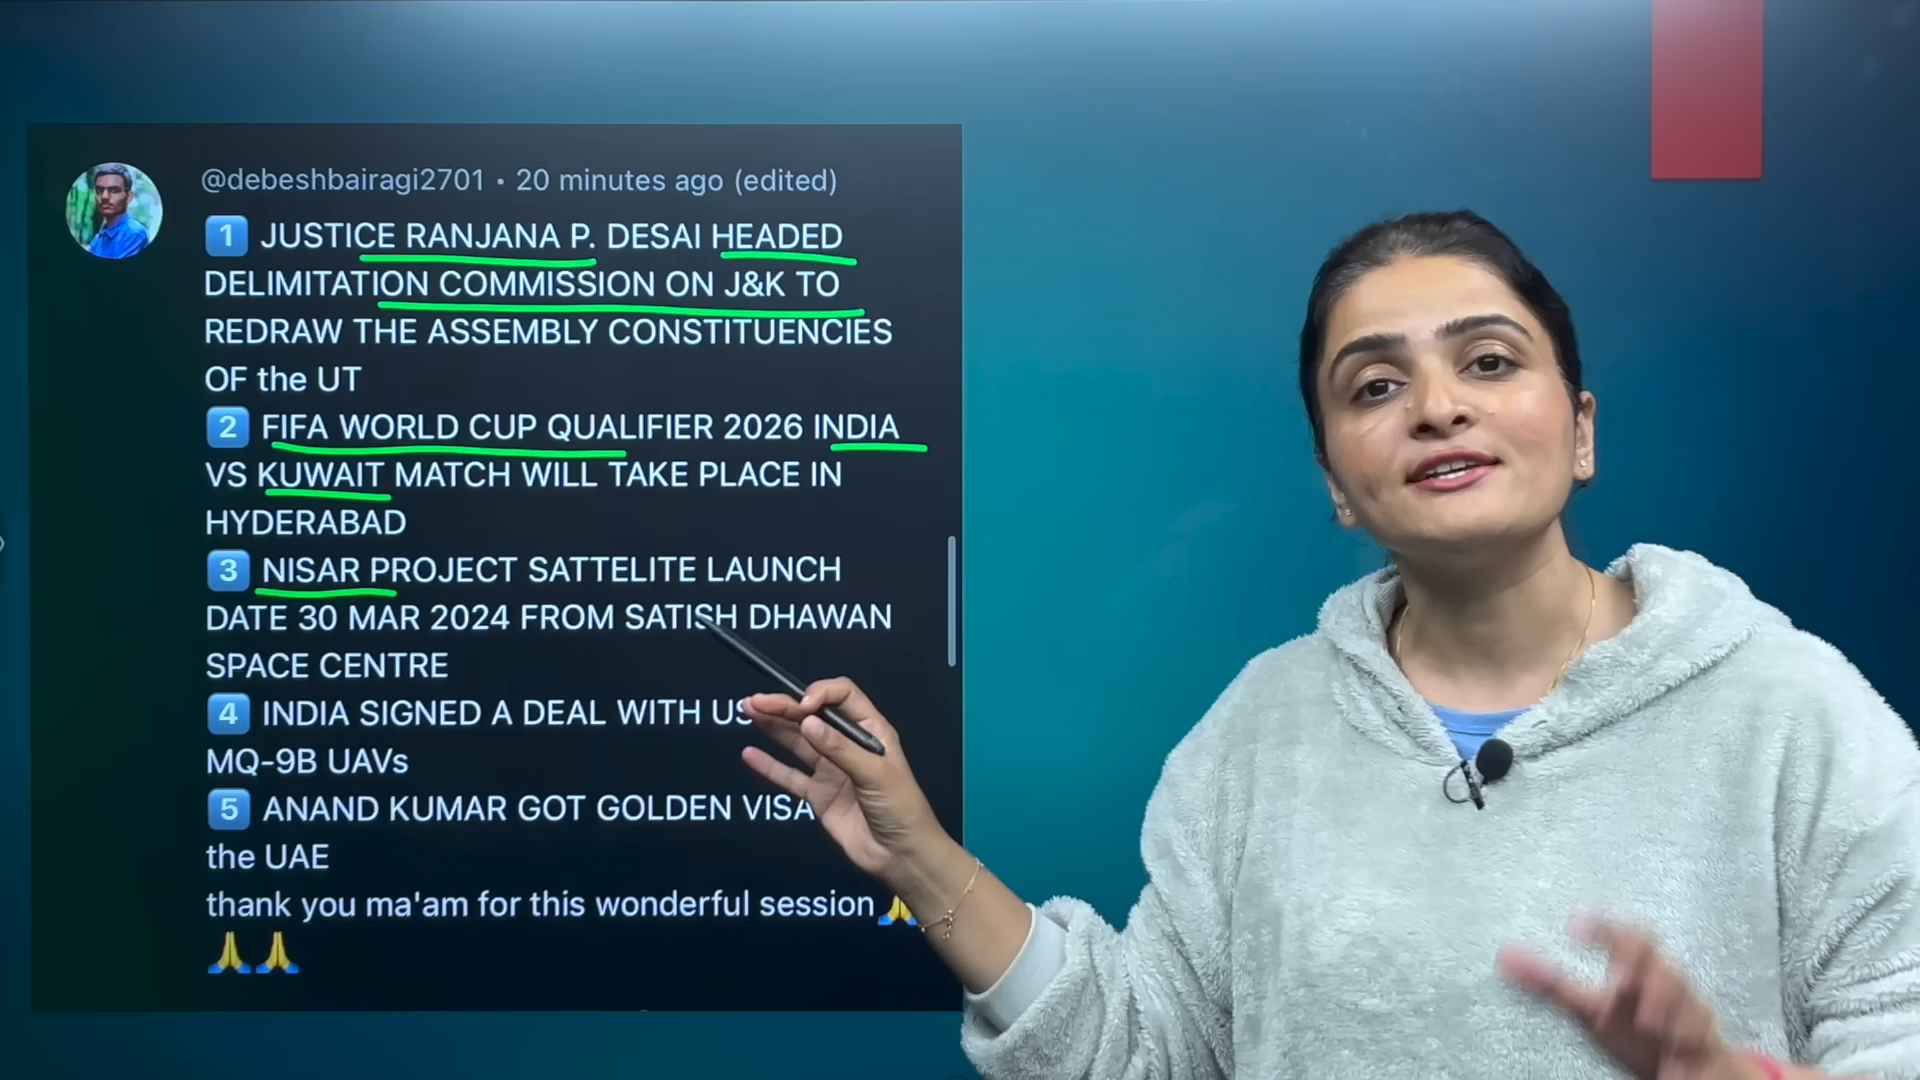 @debeshbairagi2701 • 20 minutes ago (edited)
1 JUSTICE RANJANA P. DESAI HEADED
DELIMITATION COMMISSION ON J&K TO
REDRAW THE ASSEMBLY CONSTITUENCIES
OF the UT
2 FIFA WORLD CUP QUALIFIER 2026 INDIA
VS KUWAIT MATCH WILL TAKE PLACE IN
HYDERABAD
3 NISAR PROJECT SATTELITE LAUNCH
DATE 30 MAR 2024 FROM SATISH DHAWAN
SPACE CENTRE
4 INDIA SIGNED A DEAL WITH US
MQ-9B UAVs
5 ANAND KUMAR GOT GOLDEN VISA
the UAE
thank you ma'am for this wonderful session🙏
🙏🙏